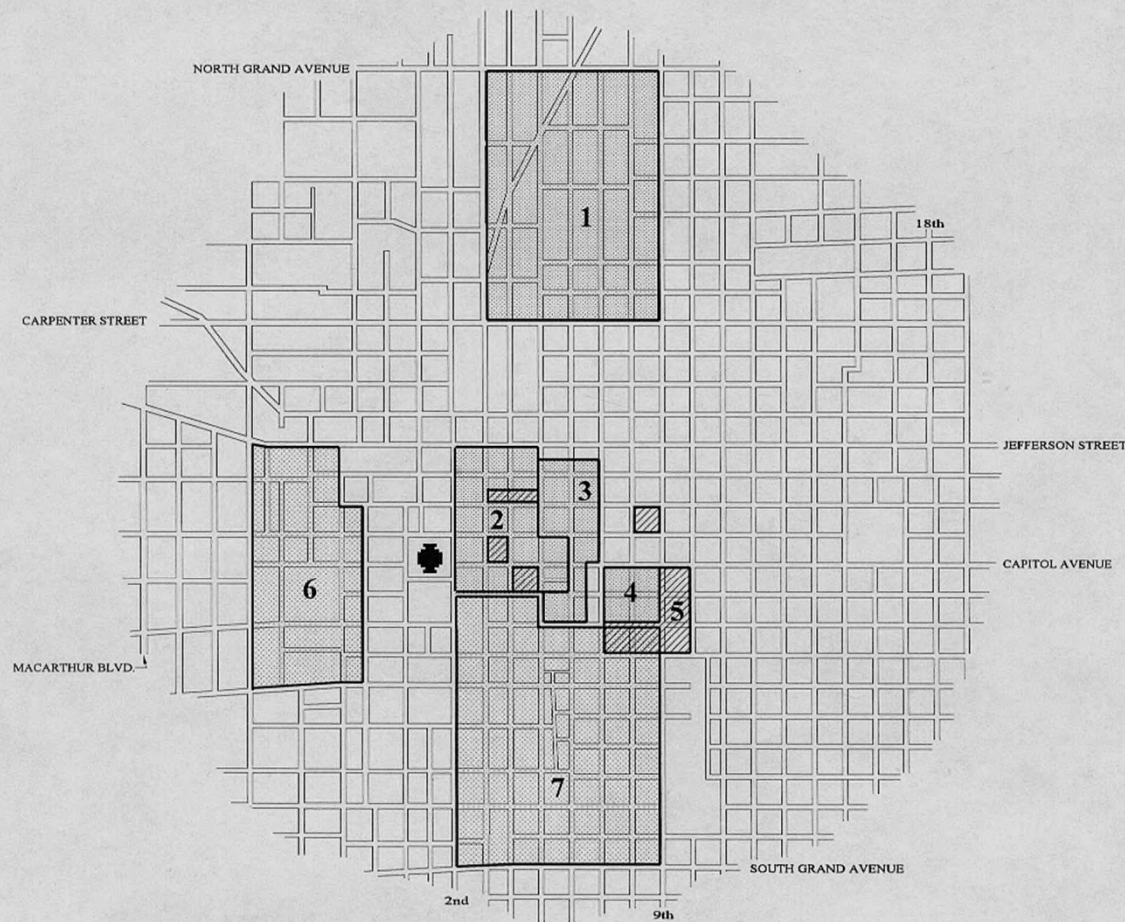 NORTH GRAND AVENUE
1
18th
CARPENTER STREET
JEFFERSON STREET
3
2
CAPITOL AVENUE
6
4
5
MACARTHUR BLVD.
7
SOUTH GRAND AVENUE
2nd
9th